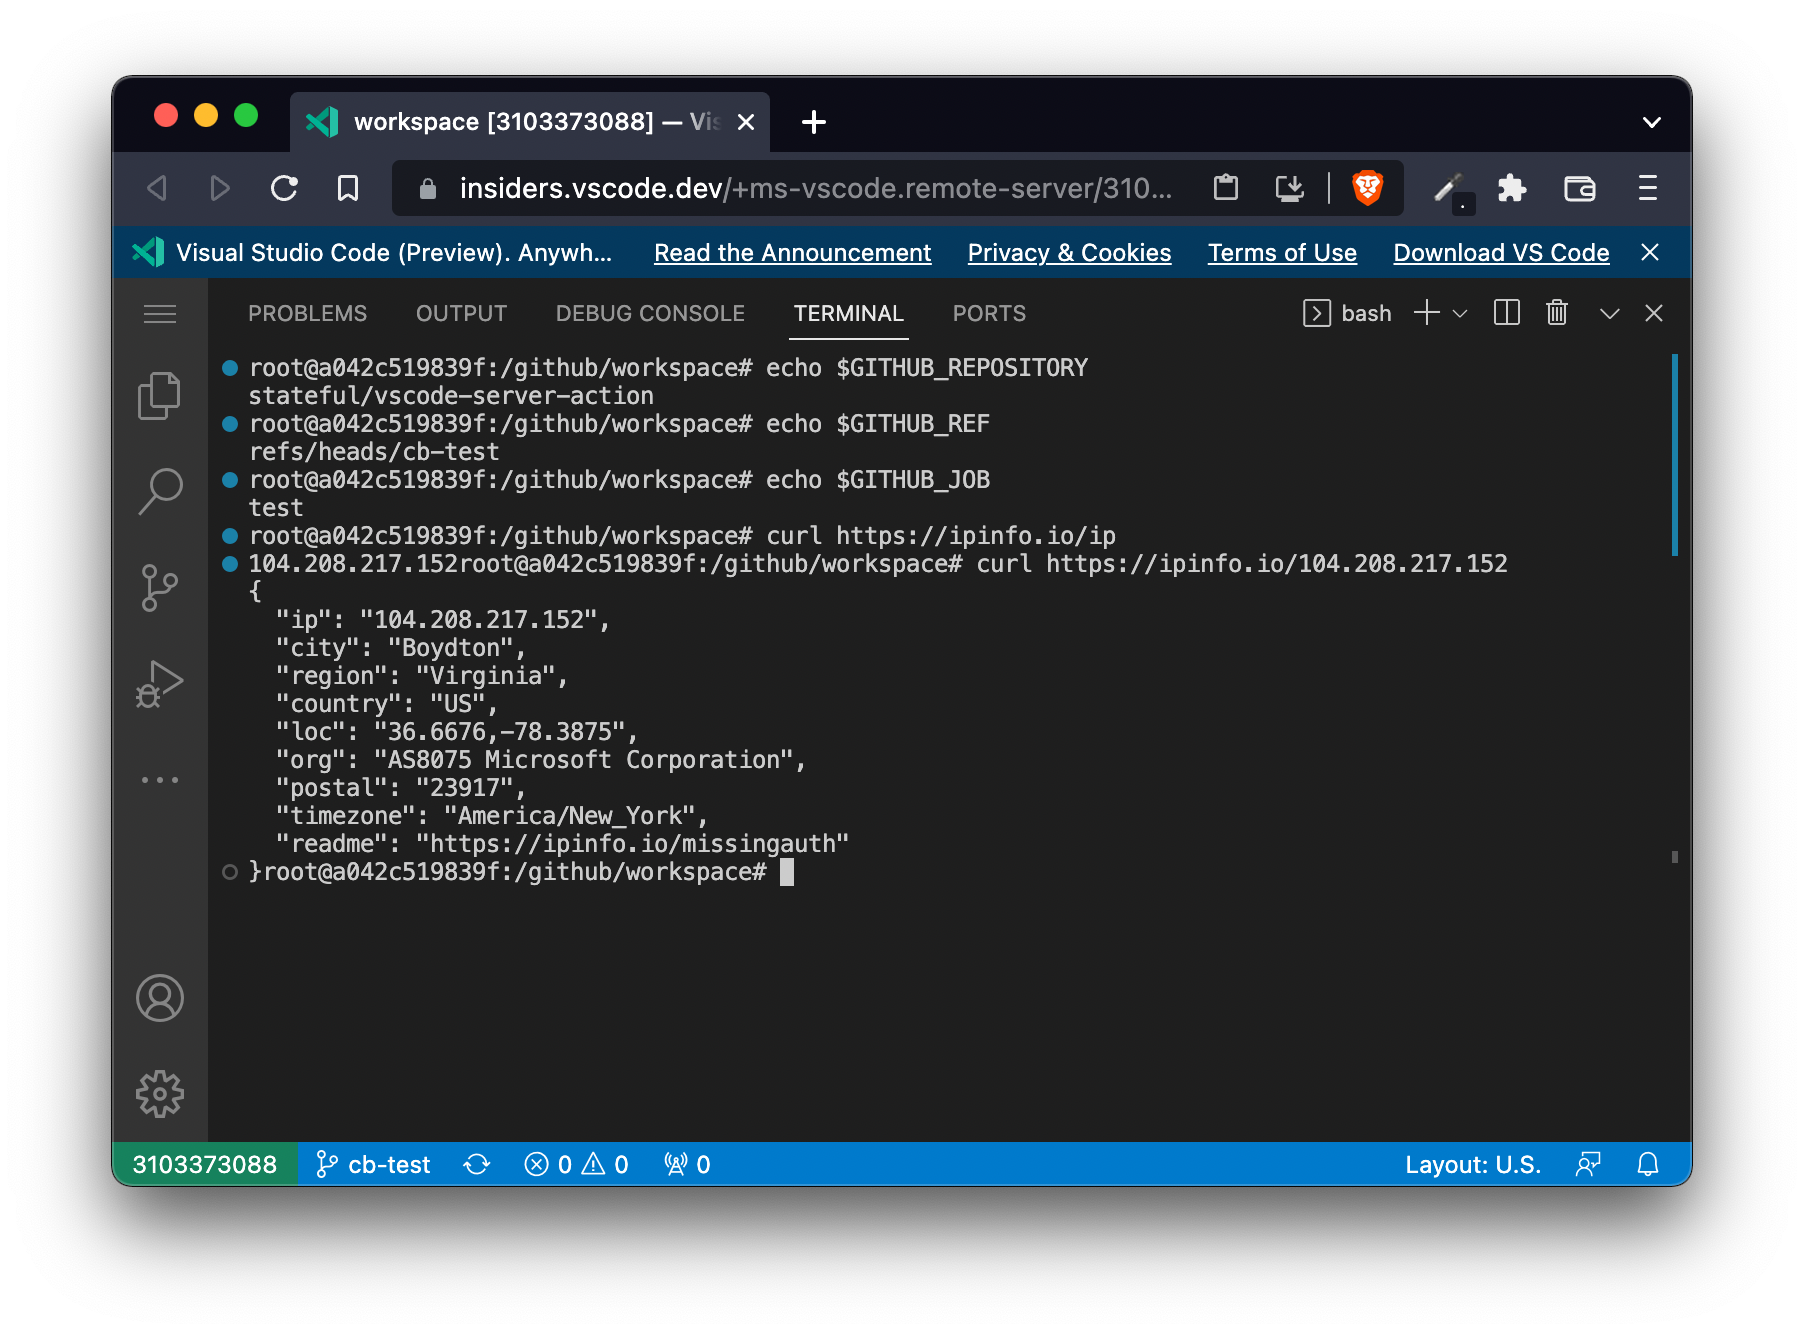 workspace [3103373088] — Vis
insiders.vscode.dev/+ms-vscode.remote-server/310...
Visual Studio Code (Preview). Anywh... Read the Announcement Privacy & Cookies Terms of Use Download VS Code
PROBLEMS OUTPUT DEBUG CONSOLE TERMINAL PORTS bash
root@a042c519839f:/github/workspace# echo $GITHUB_REPOSITORY
stateful/vscode-server-action
root@a042c519839f:/github/workspace# echo $GITHUB_REF
refs/heads/cb-test
root@a042c519839f:/github/workspace# echo $GITHUB_JOB
test
root@a042c519839f:/github/workspace# curl https://ipinfo.io/ip
104.208.217.152root@a042c519839f:/github/workspace# curl https://ipinfo.io/104.208.217.152
{
  "ip": "104.208.217.152",
  "city": "Boydton",
  "region": "Virginia",
  "country": "US",
  "loc": "36.6676,-78.3875",
  "org": "AS8075 Microsoft Corporation",
  "postal": "23917",
  "timezone": "America/New_York",
  "readme": "https://ipinfo.io/missingauth"
}root@a042c519839f:/github/workspace#
3103373088 cb-test 0 0 0 Layout: U.S.